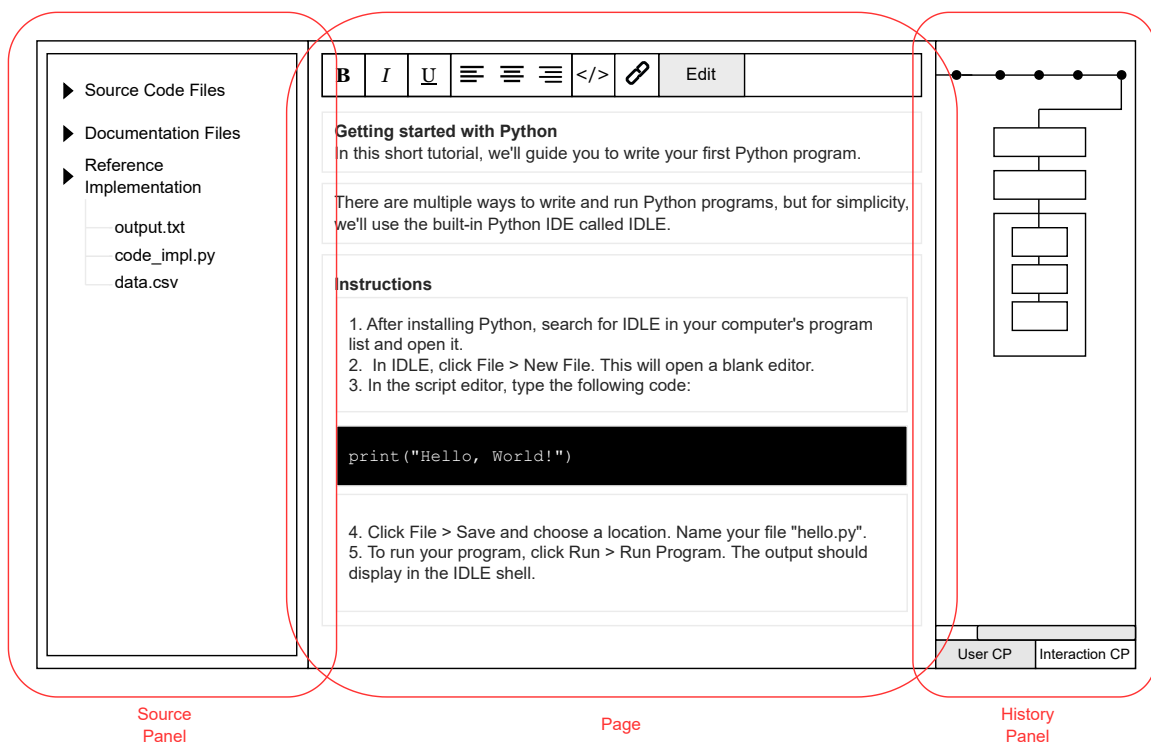 Source Code Files
Documentation Files
Reference
Implementation
output.txt
code_impl.py
data.csv
B I U </> Edit
Getting started with Python
In this short tutorial, we'll guide you to write your first Python program.
There are multiple ways to write and run Python programs, but for simplicity,
we'll use the built-in Python IDE called IDLE.
Instructions
1. After installing Python, search for IDLE in your computer's program
list and open it.
2. In IDLE, click File > New File. This will open a blank editor.
3. In the script editor, type the following code:
print("Hello, World!")
4. Click File > Save and choose a location. Name your file "hello.py".
5. To run your program, click Run > Run Program. The output should
display in the IDLE shell.
User CP Interaction CP
Source
Panel
Page
History
Panel